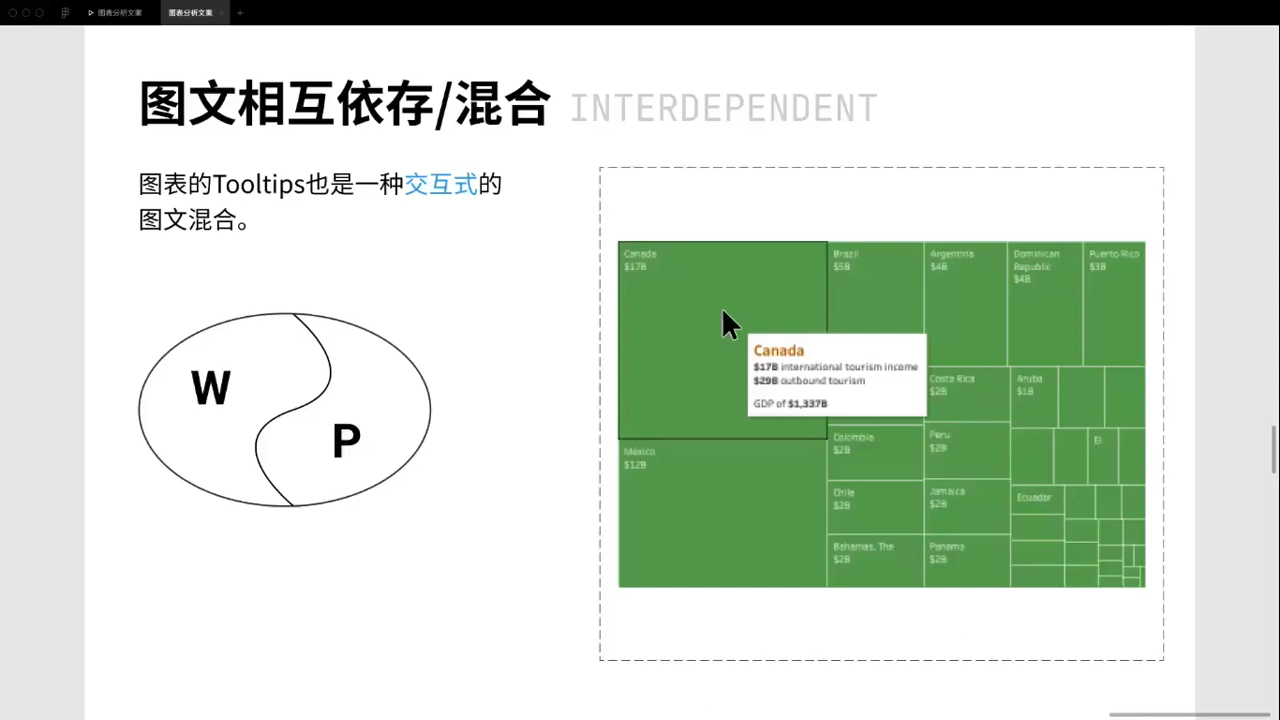 图表分析文案
图表分析文案
图文相互依存/混合 INTERDEPENDENT
图表的Tooltips也是一种交互式的
图文混合。
W
P
Canada
$17B
Brazil
$5B
Argentina
$4B
Dominican
Republic
$4B
Puerto Rico
$3B
Canada
$17B international tourism income
$29B outbound tourism
GDP of $1,337B
Costa Rica
$2B
Aruba
$1B
Mexico
$12B
Colombia
$2B
Peru
$2B
El
Chile
$2B
Jamaica
$2B
Ecuador
Bahamas, The
$2B
Panama
$2B